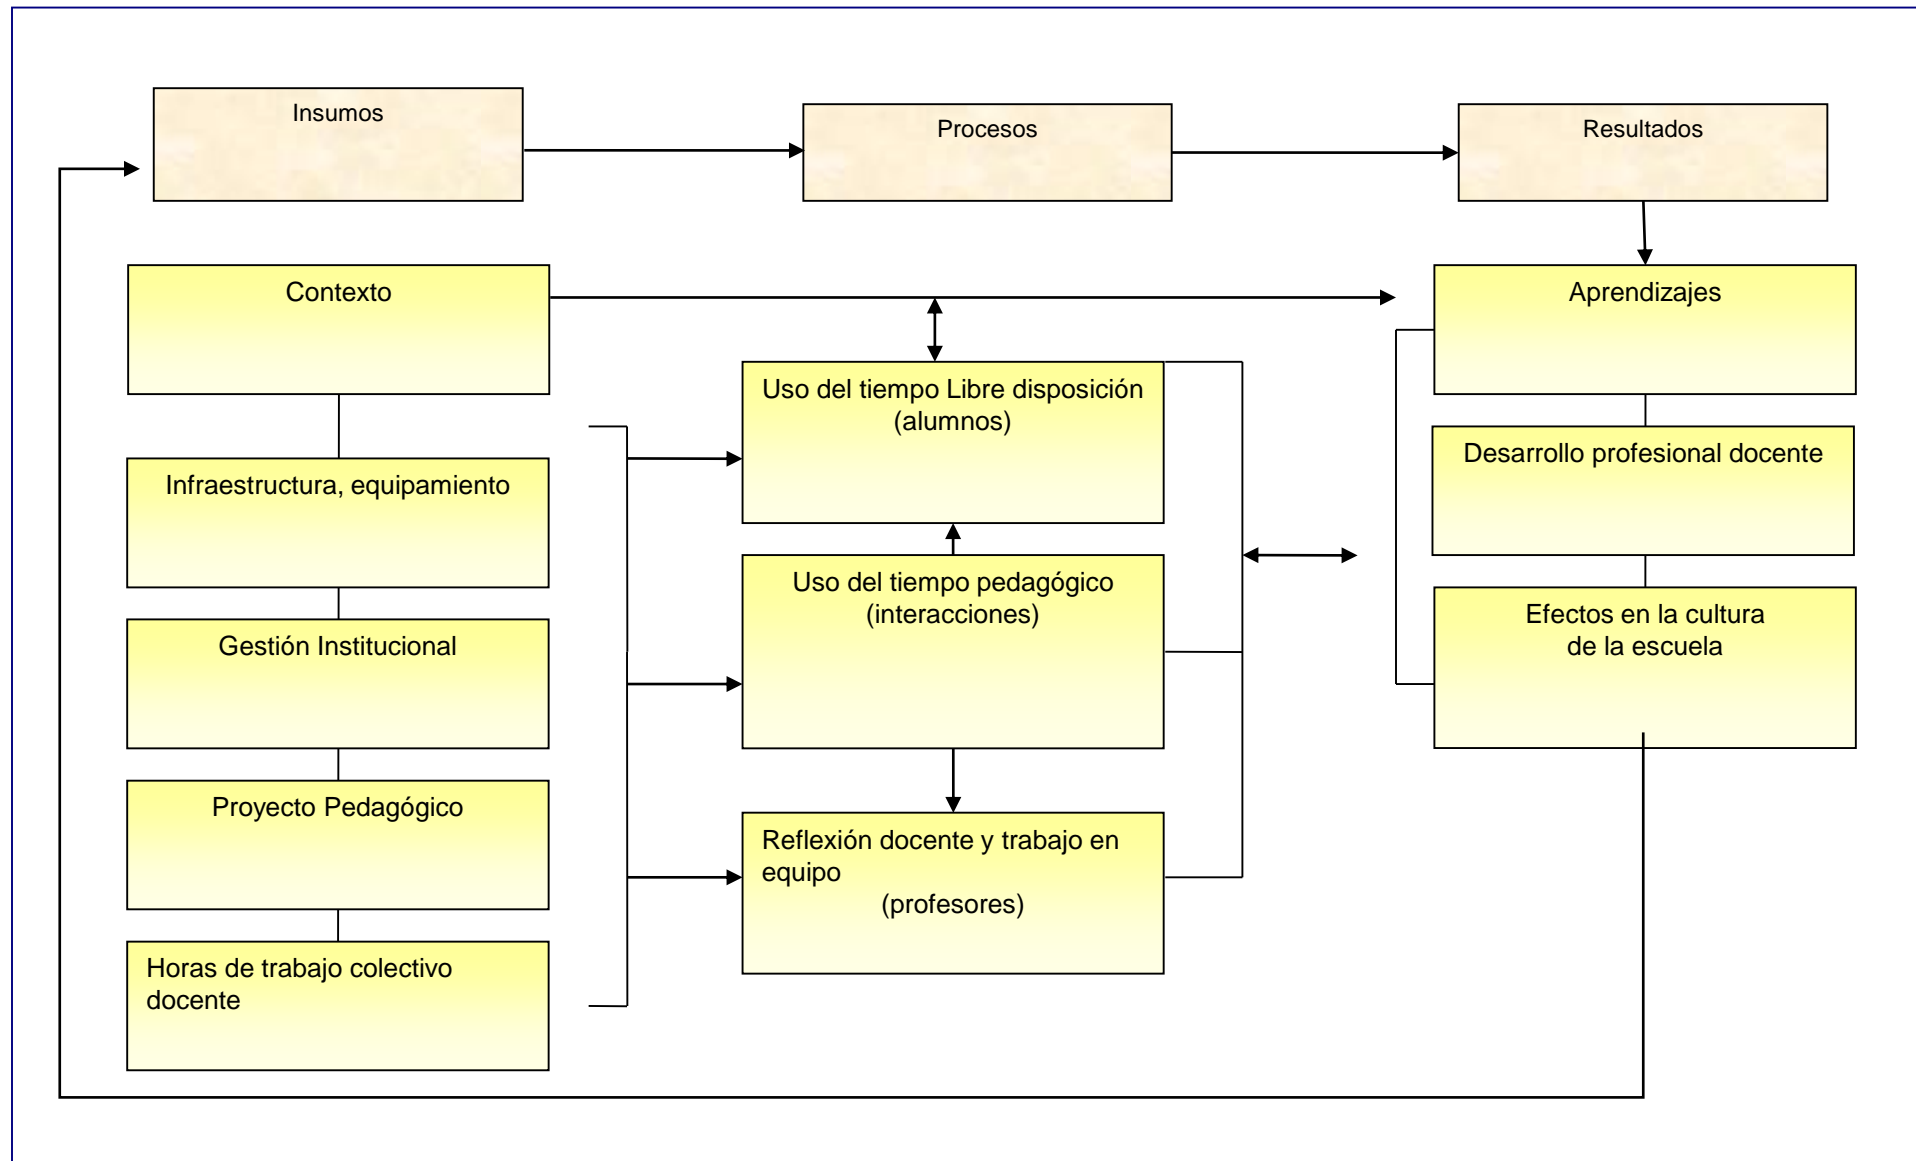 Insumos
Procesos
Resultados
Contexto
Infraestructura, equipamiento
Gestión Institucional
Proyecto Pedagógico
Horas de trabajo colectivo
docente
Uso del tiempo Libre disposición
(alumnos)
Uso del tiempo pedagógico
(interacciones)
Reflexión docente y trabajo en
equipo
(profesores)
Aprendizajes
Desarrollo profesional docente
Efectos en la cultura
de la escuela